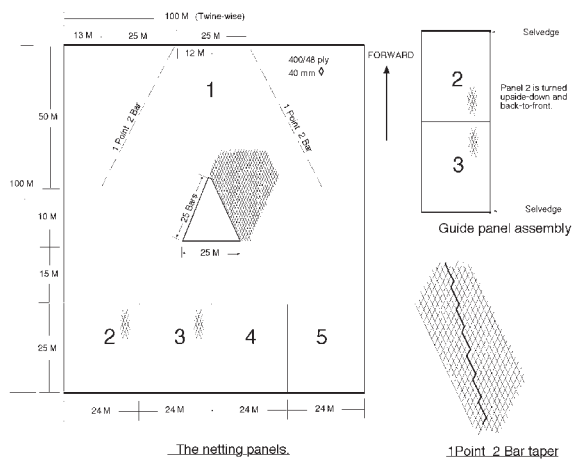 100 M (Twine-wise)
13 M
25 M
25 M
12 M
400/48 ply
40 mm ◊
FORWARD
1
1 Point 2 Bar
1 Point 2 Bar
50 M
100 M
25 Bars
10 M
25 M
15 M
2
3
4
5
25 M
24 M
24 M
24 M
24 M
The netting panels.
Selvedge
2
Panel 2 is turned
upside-down and
back-to-front.
3
Selvedge
Guide panel assembly
1Point 2 Bar taper